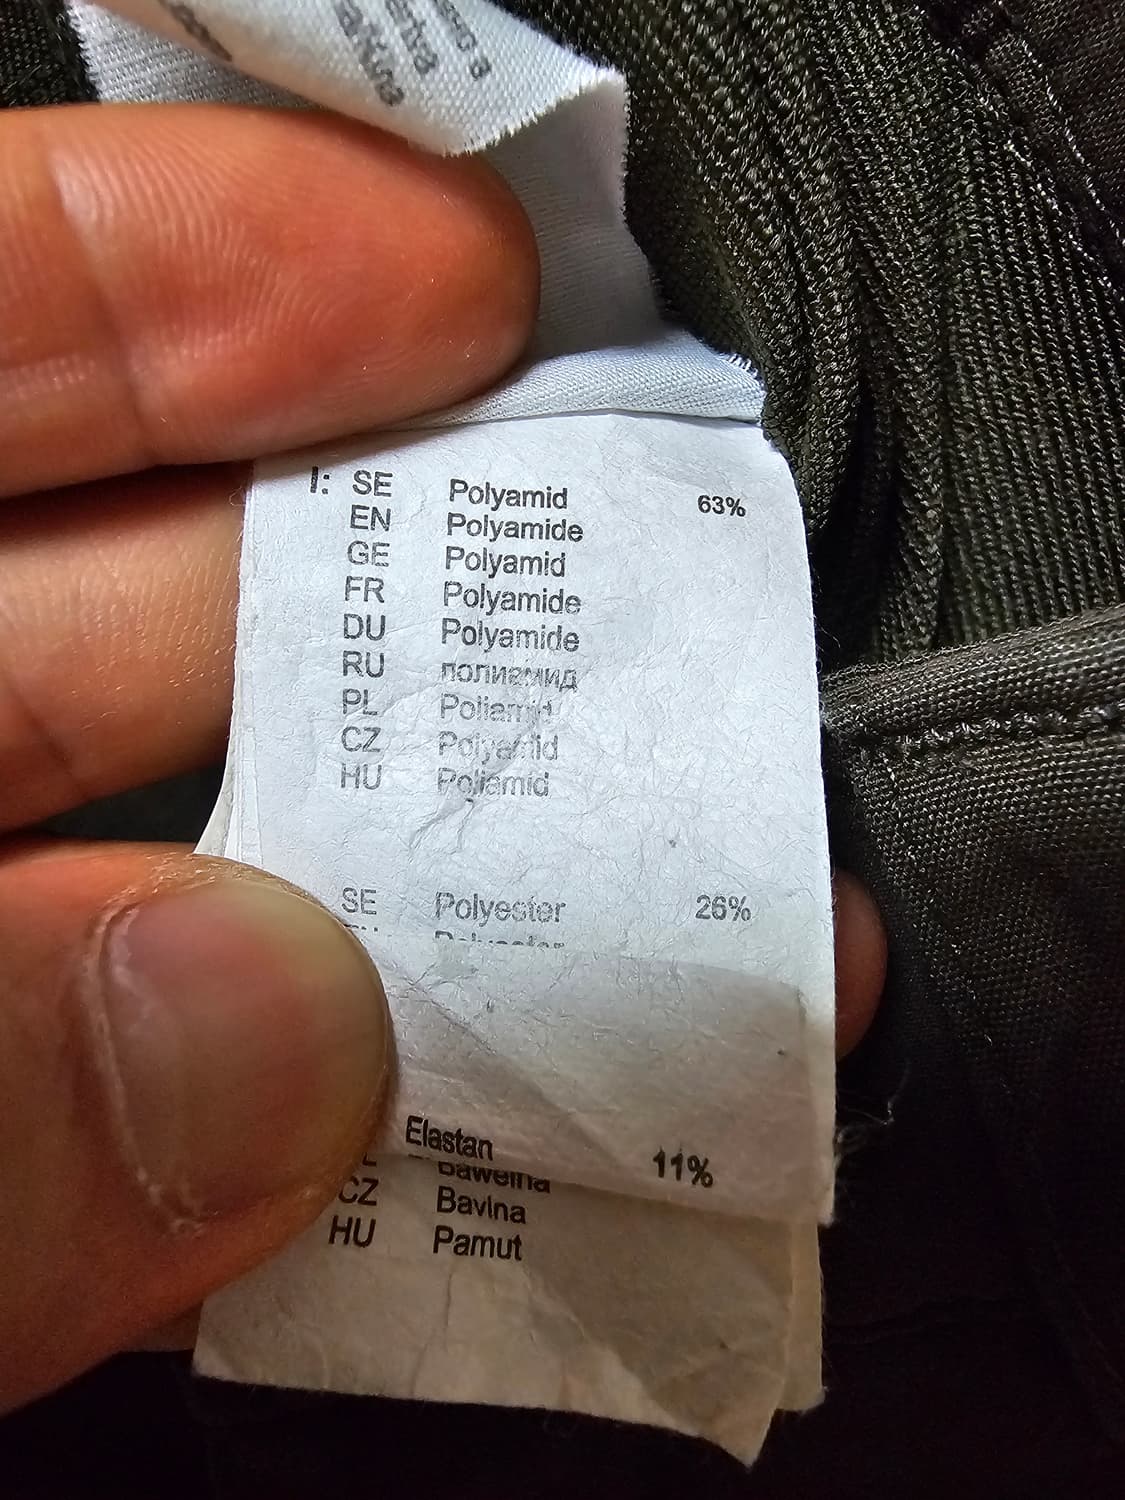 I: SE Polyamid 63%
EN Polyamide
GE Polyamid
FR Polyamide
DU Polyamide
RU полиамид
PL Poliamid
CZ Polyamid
HU Poliamid
SE Polyester 26%
Elastan 11%
Bawełna
CZ Bavlna
HU Pamut